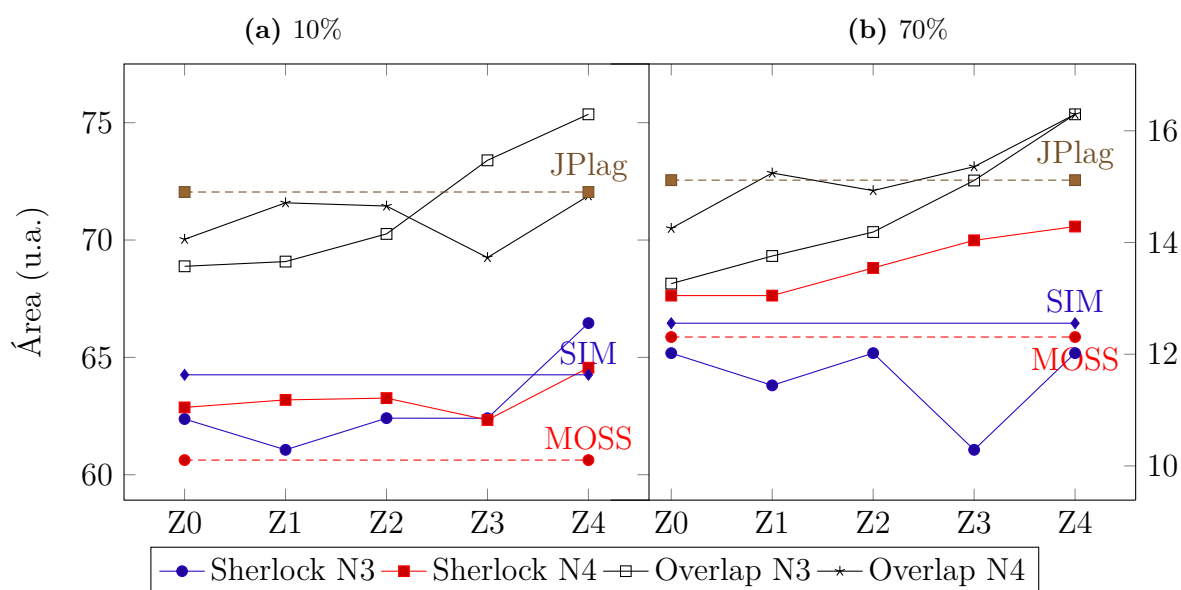 (a) 10%
(b) 70%
75
70
65
60
Área (u.a.)
JPlag
SIM
MOSS
Z0 Z1 Z2 Z3 Z4
JPlag
SIM
MOSS
16
14
12
10
Z0 Z1 Z2 Z3 Z4
Sherlock N3 Sherlock N4 Overlap N3 Overlap N4